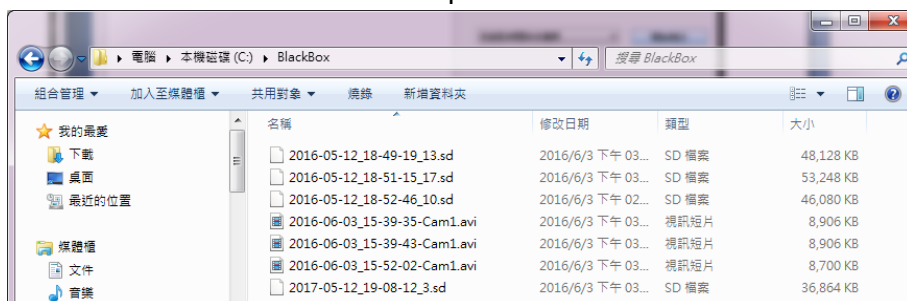 電腦 ▸ 本機磁碟 (C:) ▸ BlackBox
搜尋 BlackBox
組合管理 加入至媒體櫃 共用對象 燒錄 新增資料夾
我的最愛
下載
桌面
最近的位置
媒體櫃
文件
音樂
名稱 修改日期 類型 大小
2016-05-12_18-49-19_13.sd 2016/6/3 下午 03... SD 檔案 48,128 KB
2016-05-12_18-51-15_17.sd 2016/6/3 下午 03... SD 檔案 53,248 KB
2016-05-12_18-52-46_10.sd 2016/6/3 下午 02... SD 檔案 46,080 KB
2016-06-03_15-39-35-Cam1.avi 2016/6/3 下午 03... 視訊短片 8,906 KB
2016-06-03_15-39-43-Cam1.avi 2016/6/3 下午 03... 視訊短片 8,906 KB
2016-06-03_15-52-02-Cam1.avi 2016/6/3 下午 03... 視訊短片 8,700 KB
2017-05-12_19-08-12_3.sd 2016/6/3 下午 03... SD 檔案 36,864 KB